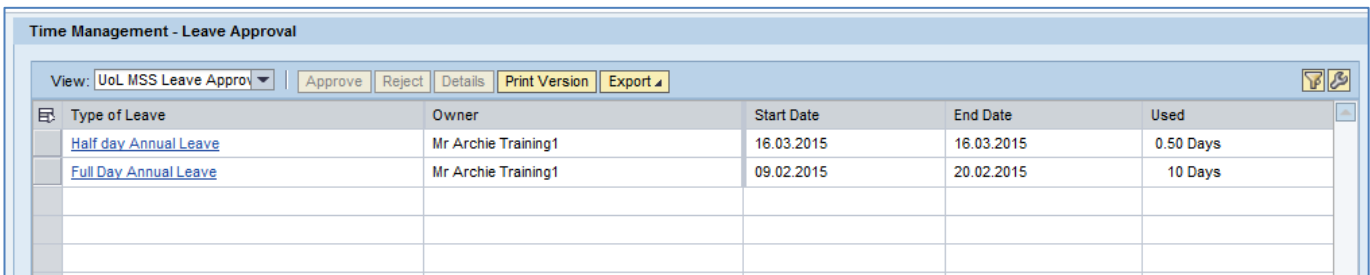 Time Management - Leave Approval
View: UoL MSS Leave Approv Approve Reject Details Print Version Export
Type of Leave Owner Start Date End Date Used
Half day Annual Leave Mr Archie Training1 16.03.2015 16.03.2015 0.50 Days
Full Day Annual Leave Mr Archie Training1 09.02.2015 20.02.2015 10 Days